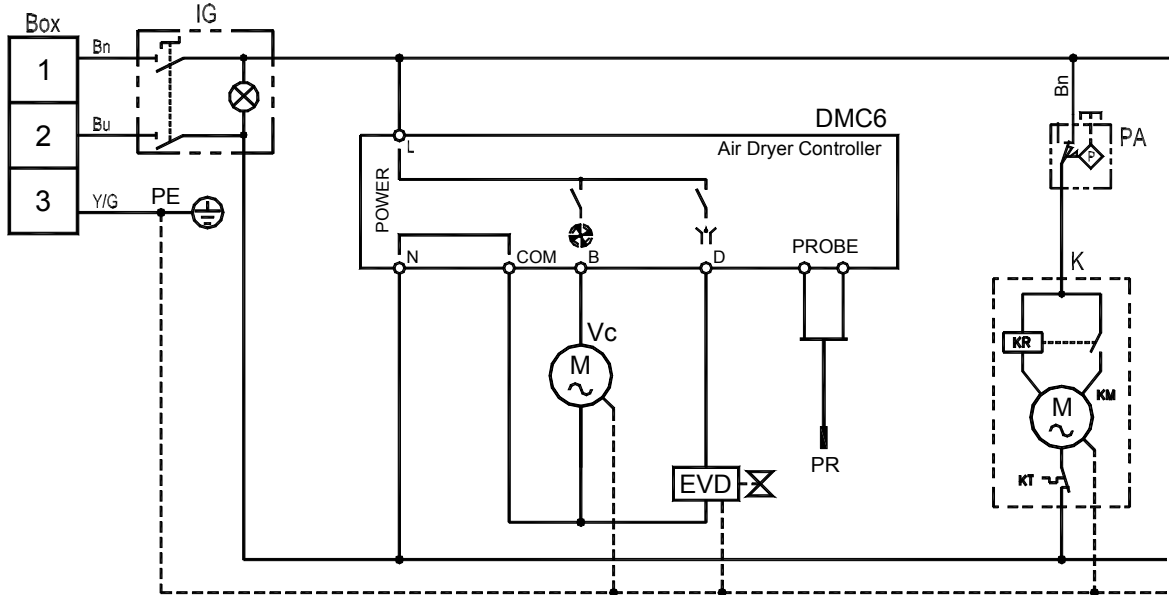 Box
IG
1
Bn
2
Bu
3
Y/G
PE
DMC6
L
Air Dryer Controller
POWER
N
COM
B
D
PROBE
Vc
M
EVD
PR
Bn
PA
P
K
KR
M
KM
KT